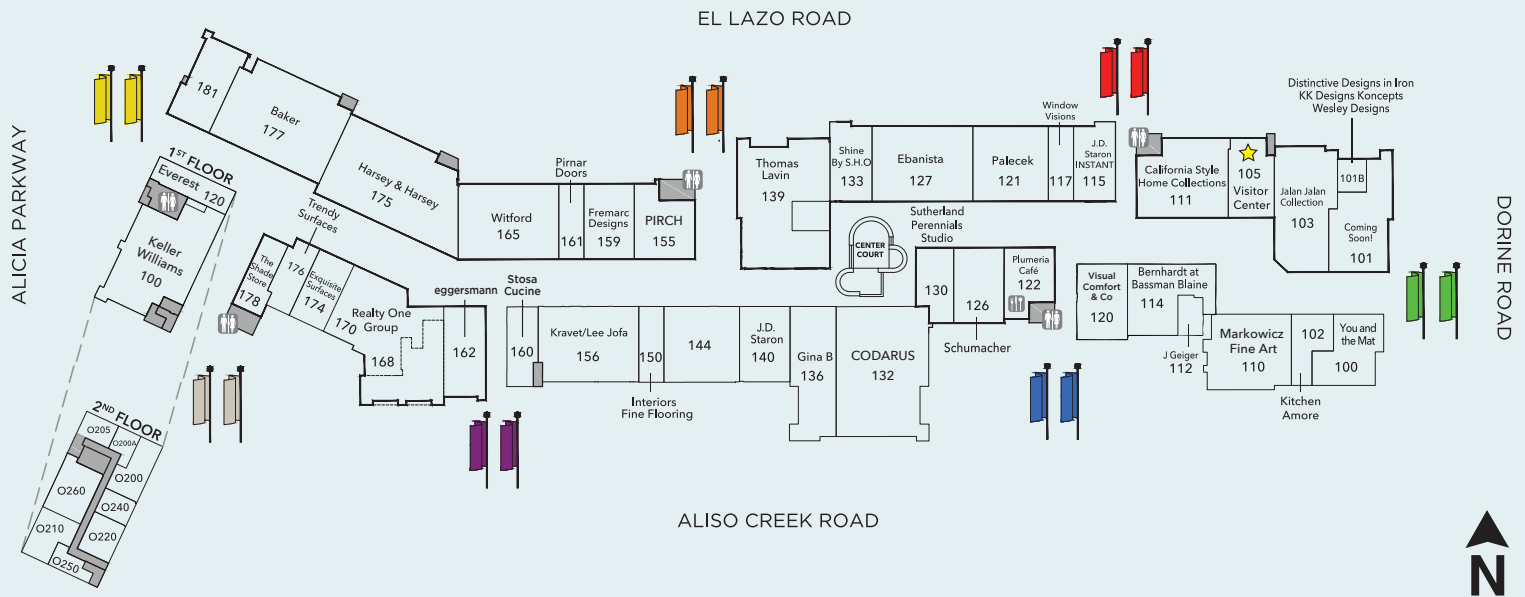 EL LAZO ROAD
ALICIA PARKWAY
DORINE ROAD
ALISO CREEK ROAD
N
181
Baker
177
Harsey & Harsey
175
Witford
165
Pirnar
Doors
161
Fremarc
Designs
159
PIRCH
155
Thomas
Lavin
139
Shine
By S.H.O
133
Ebanista
127
Palecek
121
Window
Visions
117
J.D.
Staron
INSTANT
115
California Style
Home Collections
111
105
Visitor
Center
Jalan Jalan
Collection
103
Distinctive Designs in Iron
KK Designs Koncepts
Wesley Designs
101B
Coming
Soon!
101
1ST FLOOR
Everest 120
Keller
Williams
100
2ND FLOOR
O205
O200A
O200
O260
O240
O210
O220
O250
The
Shade
Store
178
Trendy
Surfaces
176
Exquisite
Surfaces
174
170
Realty One
Group
168
eggersmann
162
Stosa
Cucine
160
Kravet/Lee Jofa
156
150
Interiors
Fine Flooring
144
J.D.
Staron
140
Gina B
136
CODARUS
132
CENTER
COURT
Sutherland
Perennials
Studio
130
126
Schumacher
Plumeria
Café
122
Visual
Comfort
& Co
120
Bernhardt at
Bassman Blaine
114
J Geiger
112
Markowicz
Fine Art
110
102
Kitchen
Amore
You and
the Mat
100